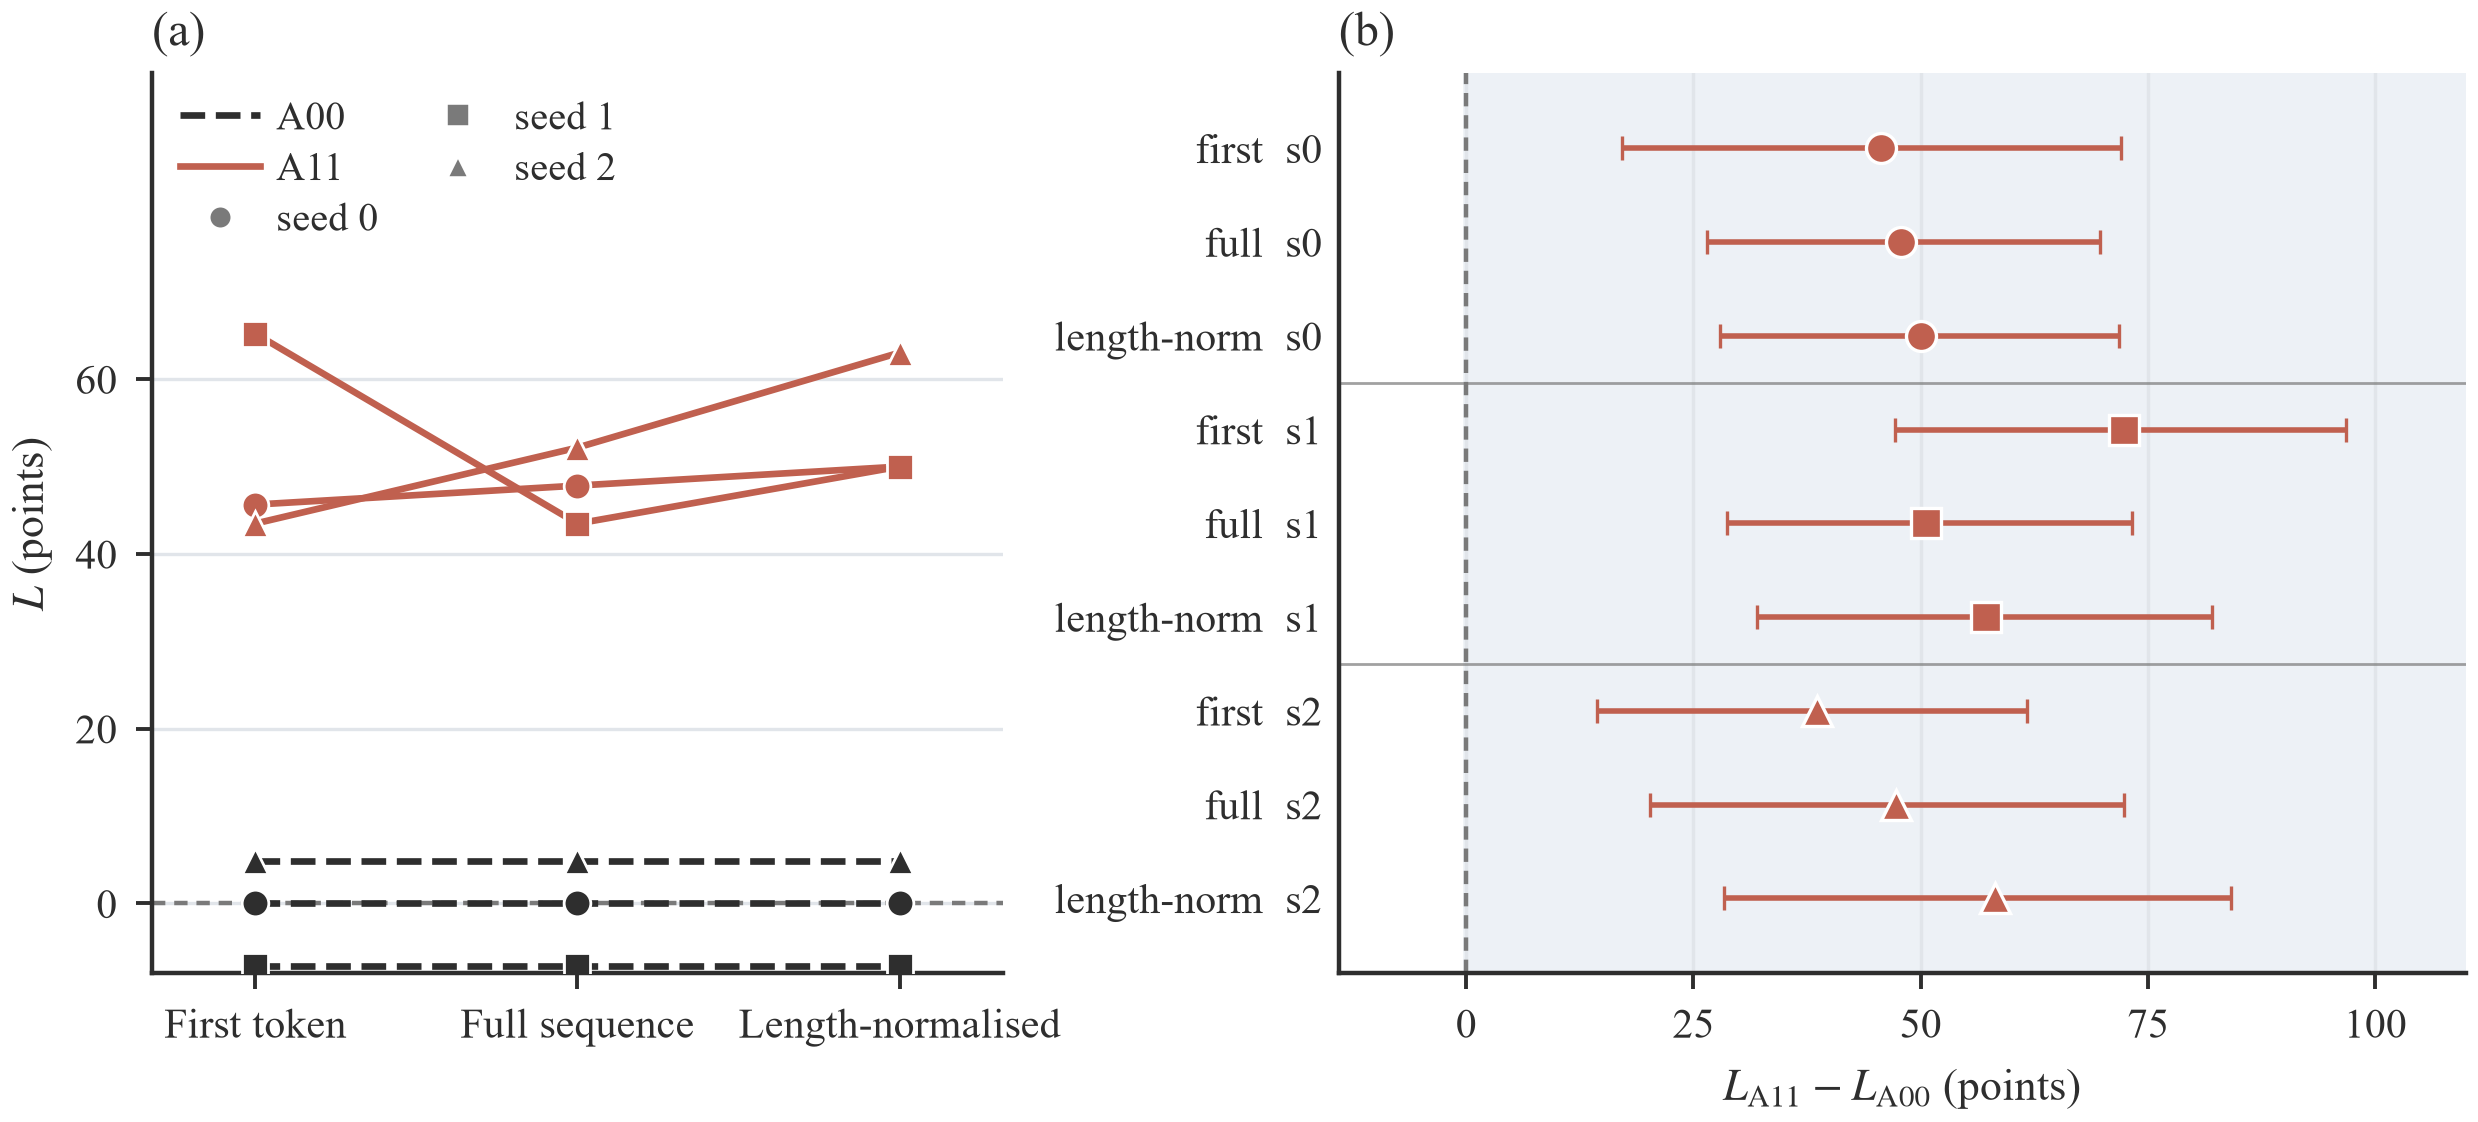 (a)
A00
A11
seed 0
seed 1
seed 2
60
40
20
0
L (points)
First token
Full sequence
Length-normalised
(b)
first s0
full s0
length-norm s0
first s1
full s1
length-norm s1
first s2
full s2
length-norm s2
0
25
50
75
100
L_A11 − L_A00 (points)